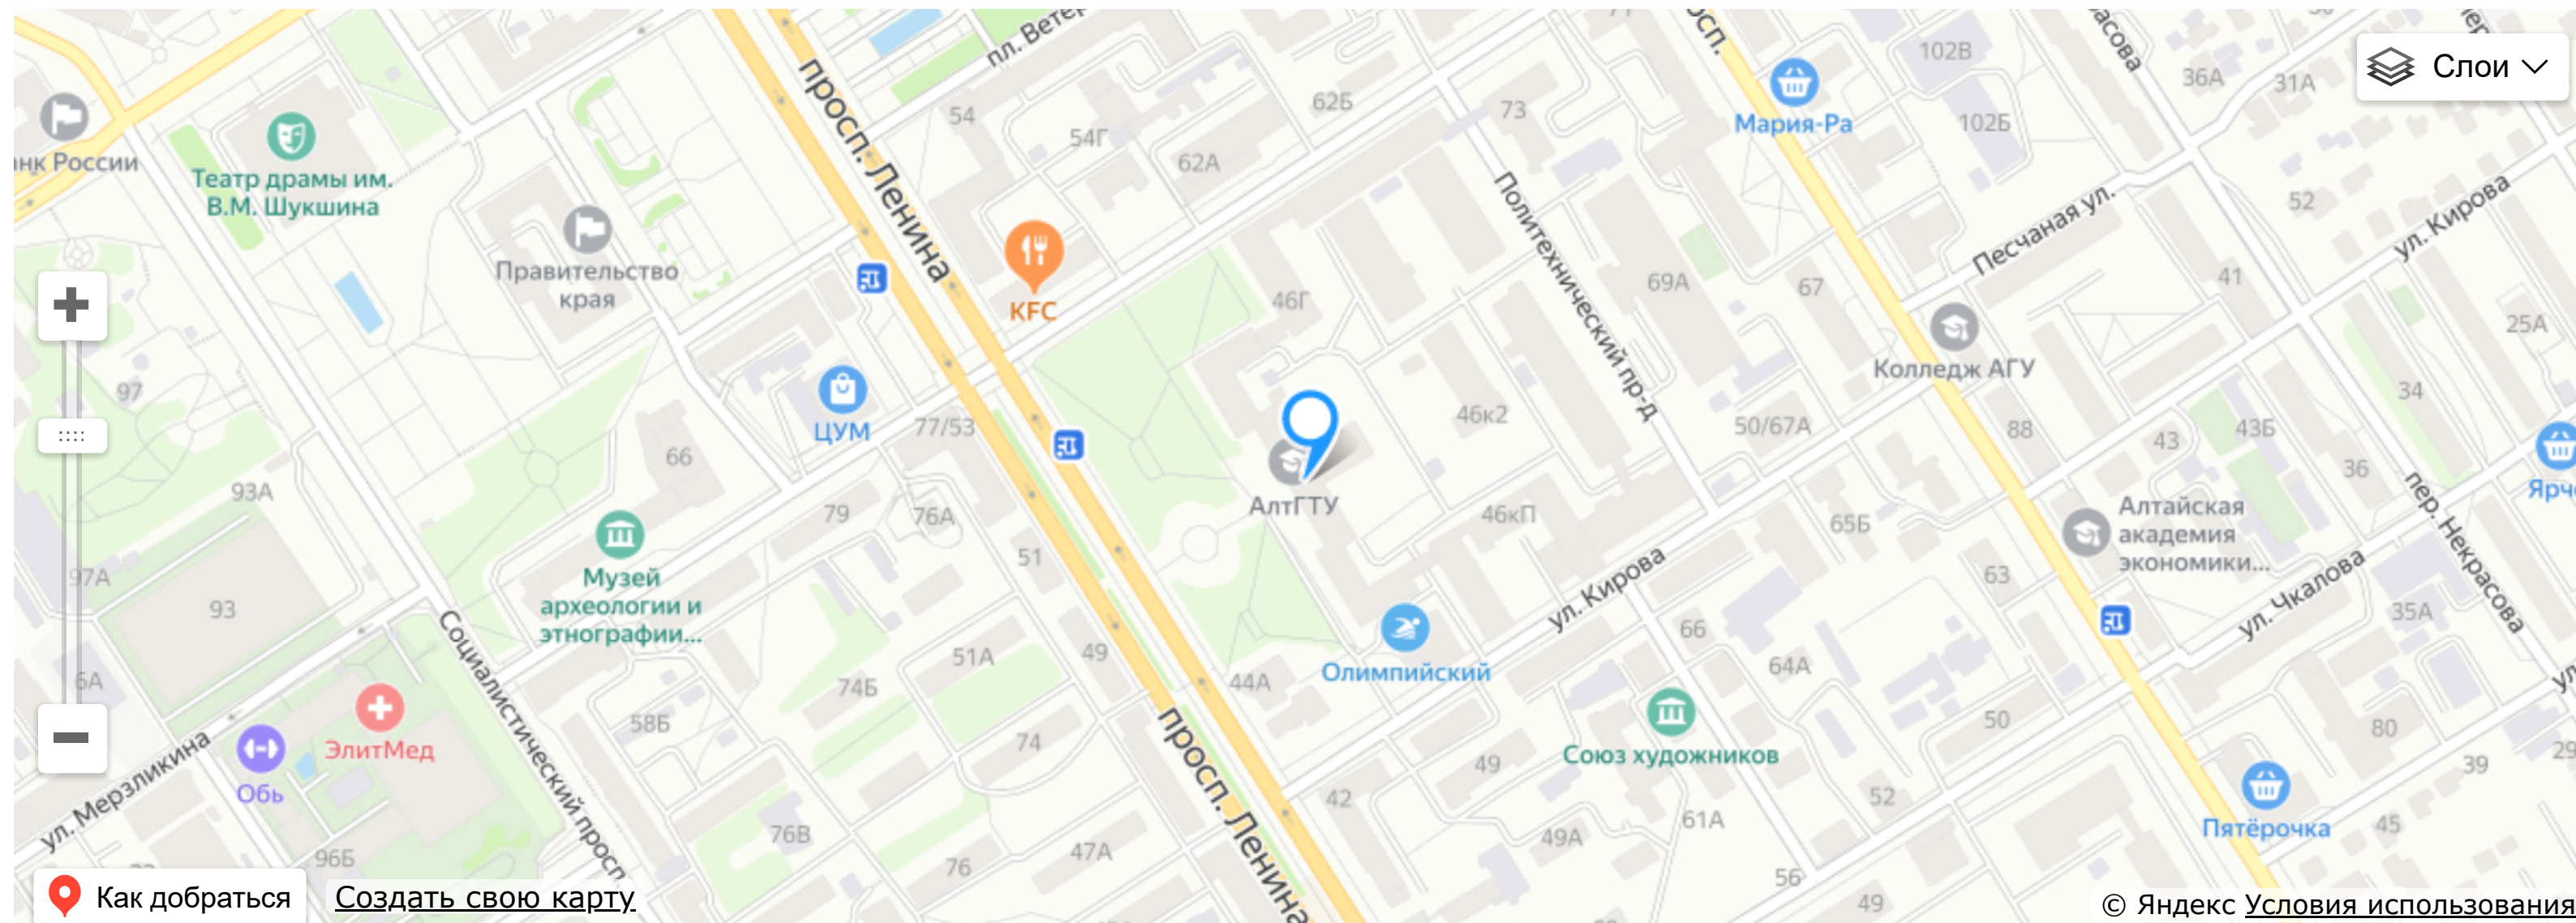 Слои
просп. Ленина
54
54Г
62Б
62А
73
102В
102Б
36А
31А
Мария-Ра
нк России
Театр драмы им.
В.М. Шукшина
Правительство
края
KFC
Политехнический пр-д
Песчаная ул.
ул. Кирова
52
46Г
69А
67
41
25А
Колледж АГУ
97
ЦУМ
77/53
66
46к2
50/67А
88
43
43Б
34
36
93А
79
76А
АлтГТУ
46кП
65Б
Алтайская
академия
экономики...
пер. Некрасова
51
Музей
археологии и
этнографии...
97А
93
ул. Кирова
63
ул. Чкалова
35А
6А
Социалистический просп.
51А
49
44А
Олимпийский
66
64А
74Б
58Б
74
ЭлитМед
Обь
ул. Мерзликина
просп. Ленина
49
Союз художников
50
80
39
29
42
52
Пятёрочка
45
76В
47А
76
49А
61А
96Б
56
49
Как добраться
Создать свою карту
© Яндекс Условия использования